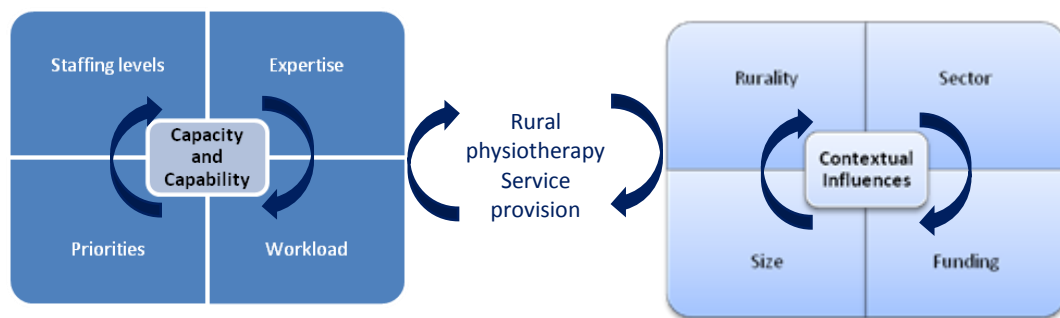 Staffing levels
Expertise
Capacity
and
Capability
Priorities
Workload
Rural
physiotherapy
Service
provision
Rurality
Sector
Contextual
Influences
Size
Funding